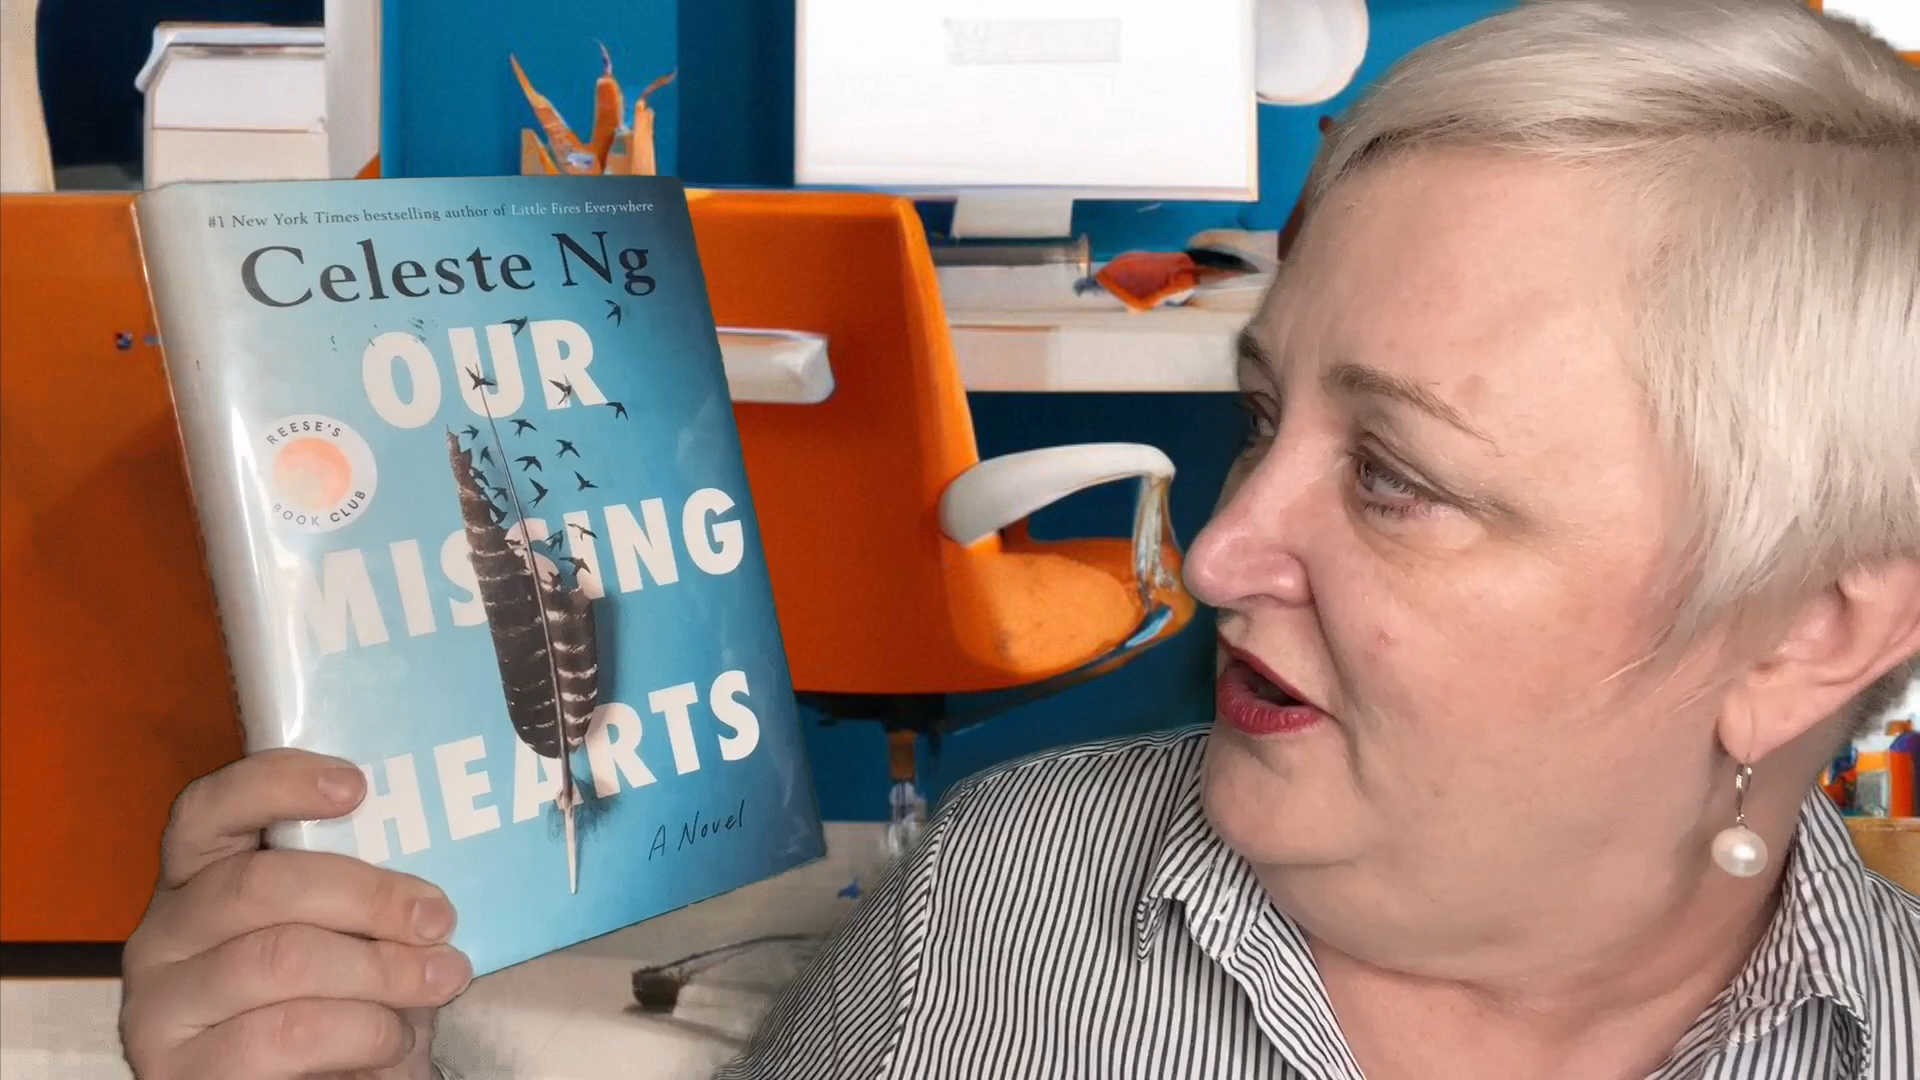 #1 New York Times bestselling author of Little Fires Everywhere
Celeste Ng
OUR
REESE'S
BOOK CLUB
MISSING
HEARTS
A Novel